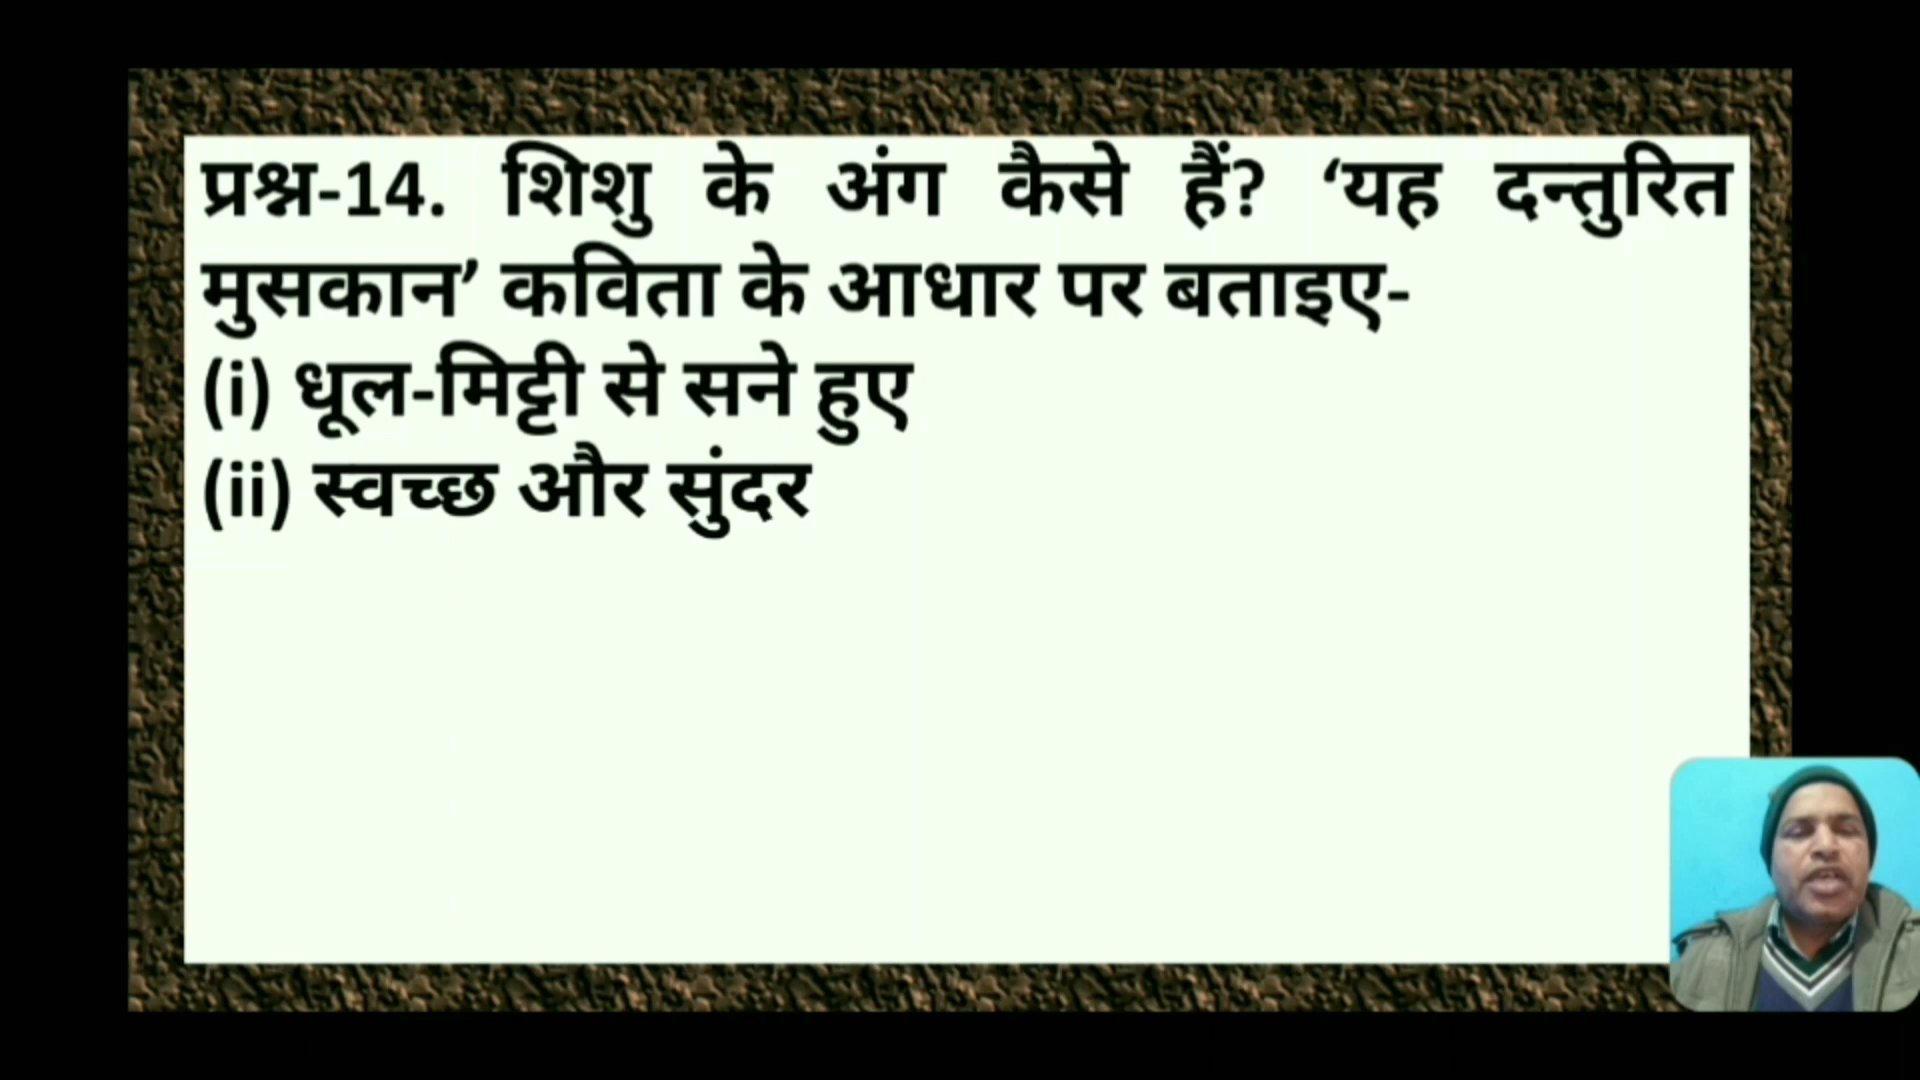 प्रश्न-14. शिशु के अंग कैसे हैं? ‘यह दन्तुरित
मुसकान’ कविता के आधार पर बताइए-
(i) धूल-मिट्टी से सने हुए
(ii) स्वच्छ और सुंदर